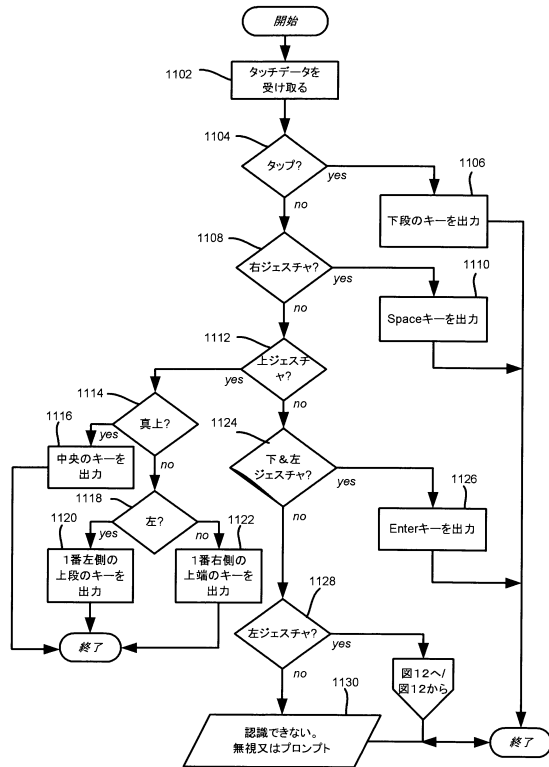 開始
1102
タッチデータを
受け取る
1104
タップ?
yes
no
1106
下段のキーを出力
1108
右ジェスチャ?
yes
no
1110
Spaceキーを出力
1112
上ジェスチ
ャ?
yes
no
1114
真上?
yes
no
1116
中央のキーを
出力
1118
左?
yes
no
1120
1番左側の
上段のキーを
出力
1122
1番右側の
上端のキーを
出力
終了
1124
下&左
ジェスチャ?
yes
no
1126
Enterキーを出力
1128
左ジェスチャ?
yes
no
図12へ/
図12から
1130
認識できない。
無視又はプロンプト
終了